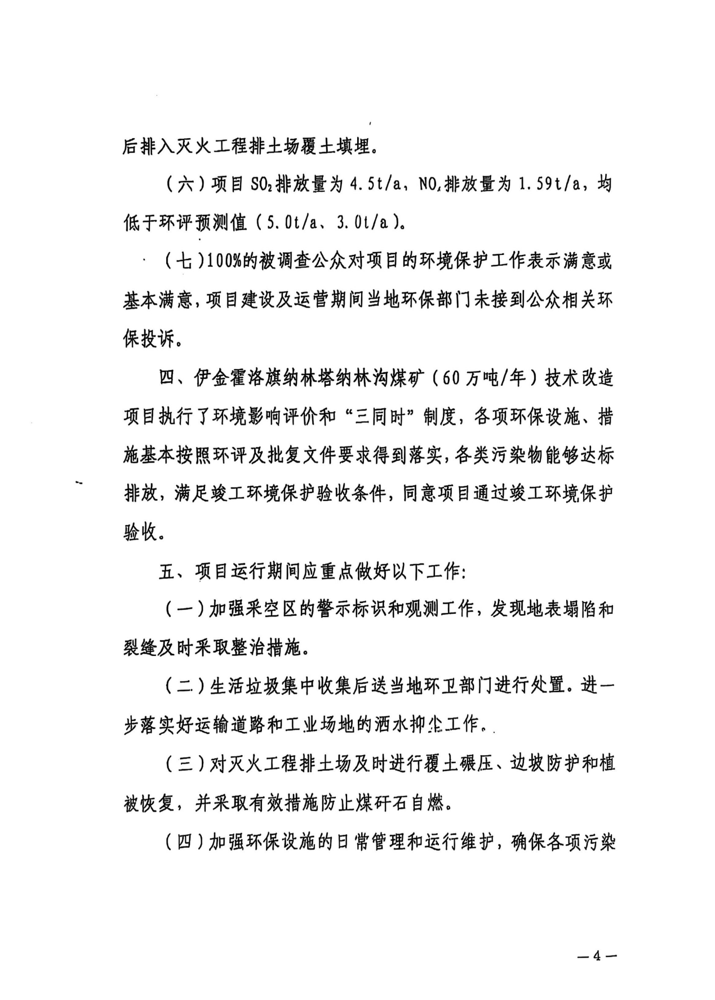 后排入灭火工程排土场覆土填埋。
（六）项目 SO₂排放量为 4.5t/a，NOₓ排放量为 1.59t/a，均
低于环评预测值（5.0t/a、3.0t/a）。
（七）100%的被调查公众对项目的环境保护工作表示满意或
基本满意，项目建设及运营期间当地环保部门未接到公众相关环
保投诉。
四、伊金霍洛旗纳林塔纳林沟煤矿（60 万吨/年）技术改造
项目执行了环境影响评价和“三同时”制度，各项环保设施、措
施基本按照环评及批复文件要求得到落实，各类污染物能够达标
排放，满足竣工环境保护验收条件，同意项目通过竣工环境保护
验收。
五、项目运行期间应重点做好以下工作：
（一）加强采空区的警示标识和观测工作，发现地表塌陷和
裂缝及时采取整治措施。
（二）生活垃圾集中收集后送当地环卫部门进行处置。进一
步落实好运输道路和工业场地的洒水抑尘工作。
（三）对灭火工程排土场及时进行覆土碾压、边坡防护和植
被恢复，并采取有效措施防止煤矸石自燃。
（四）加强环保设施的日常管理和运行维护，确保各项污染
—4—